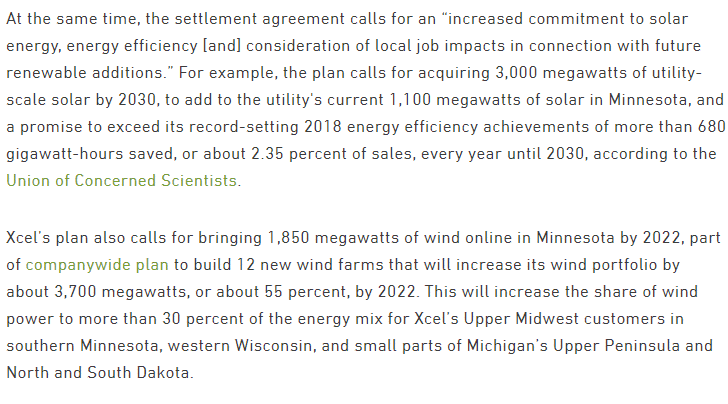 At the same time, the settlement agreement calls for an “increased commitment to solar
energy, energy efficiency [and] consideration of local job impacts in connection with future
renewable additions.” For example, the plan calls for acquiring 3,000 megawatts of utility-
scale solar by 2030, to add to the utility's current 1,100 megawatts of solar in Minnesota, and
a promise to exceed its record-setting 2018 energy efficiency achievements of more than 680
gigawatt-hours saved, or about 2.35 percent of sales, every year until 2030, according to the
Union of Concerned Scientists.
Xcel’s plan also calls for bringing 1,850 megawatts of wind online in Minnesota by 2022, part
of companywide plan to build 12 new wind farms that will increase its wind portfolio by
about 3,700 megawatts, or about 55 percent, by 2022. This will increase the share of wind
power to more than 30 percent of the energy mix for Xcel’s Upper Midwest customers in
southern Minnesota, western Wisconsin, and small parts of Michigan’s Upper Peninsula and
North and South Dakota.